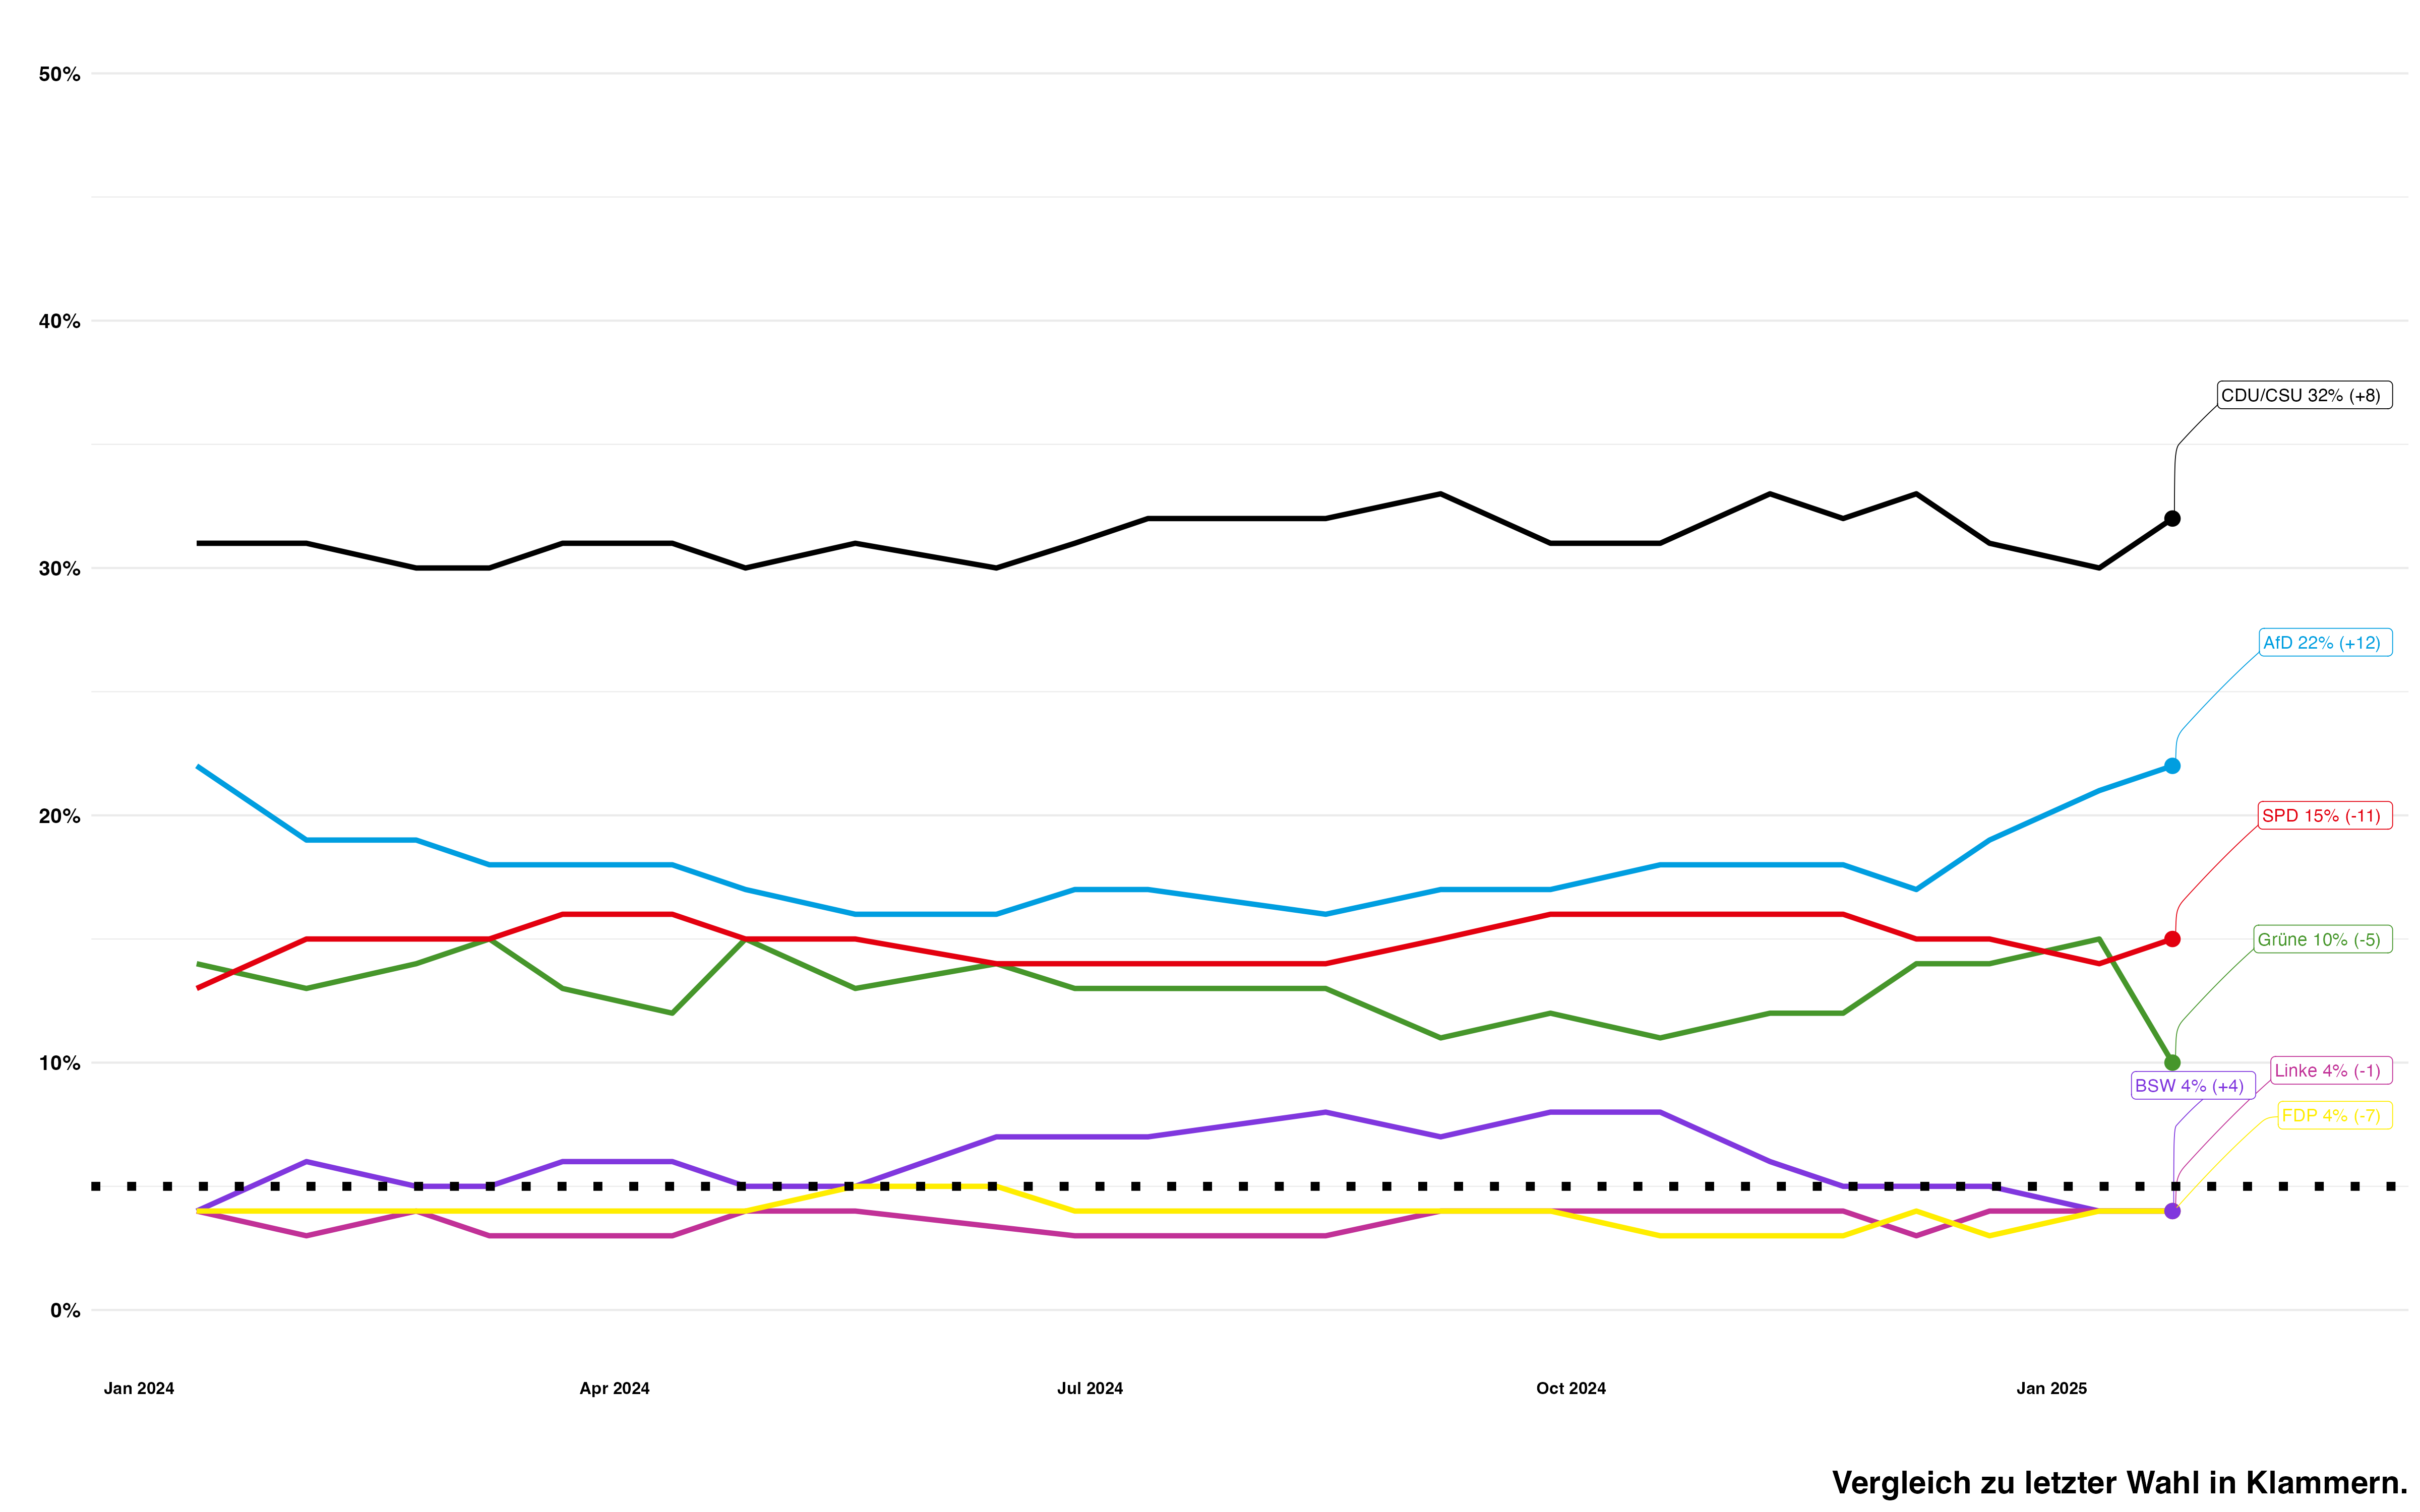 50%
40%
CDU/CSU 32% (+8)
30%
AfD 22% (+12)
20%
SPD 15% (-11)
Grüne 10% (-5)
10%
Linke 4% (-1)
BSW 4% (+4)
FDP 4% (-7)
0%
Jan 2024 Apr 2024 Jul 2024 Oct 2024 Jan 2025
Vergleich zu letzter Wahl in Klammern.